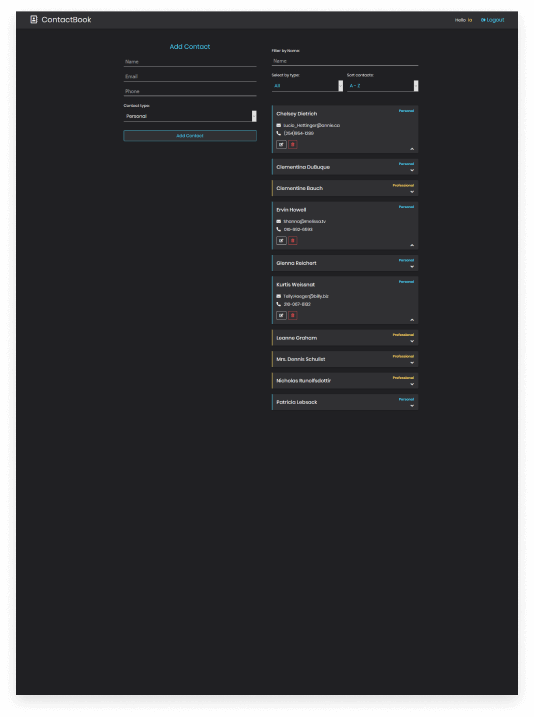 ContactBook
Hello
Logout
Add Contact
Name
Email
Phone
Contact type:
Personal
Add Contact
Filter by Name:
Name
Select by type:
Sort contacts:
All
A - Z
Chelsey Dietrich
Personal
Lucio_Hettinger@annie.ca
(254)954-1289
Clementina DuBuque
Personal
Clementine Bauch
Professional
Ervin Howell
Personal
Shanna@melissa.tv
010-692-6593
Glenna Reichert
Personal
Kurtis Weissnat
Personal
Telly.Hoeger@billy.biz
210-067-6132
Leanne Graham
Professional
Mrs. Dennis Schulist
Professional
Nicholas Runolfsdottir
Professional
Patricia Lebsack
Personal